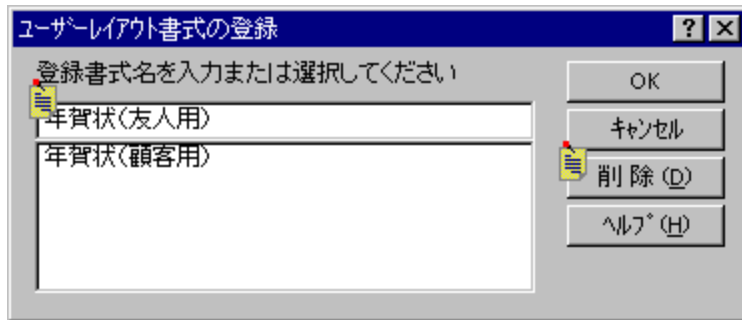 ﾕｰｻﾞｰﾚｲｱｳﾄ書式の登録
登録書式名を入力または選択してください
年賀状(友人用)
年賀状(顧客用)
OK
ｷｬﾝｾﾙ
削 除 (D)
ﾍﾙﾌﾟ (H)